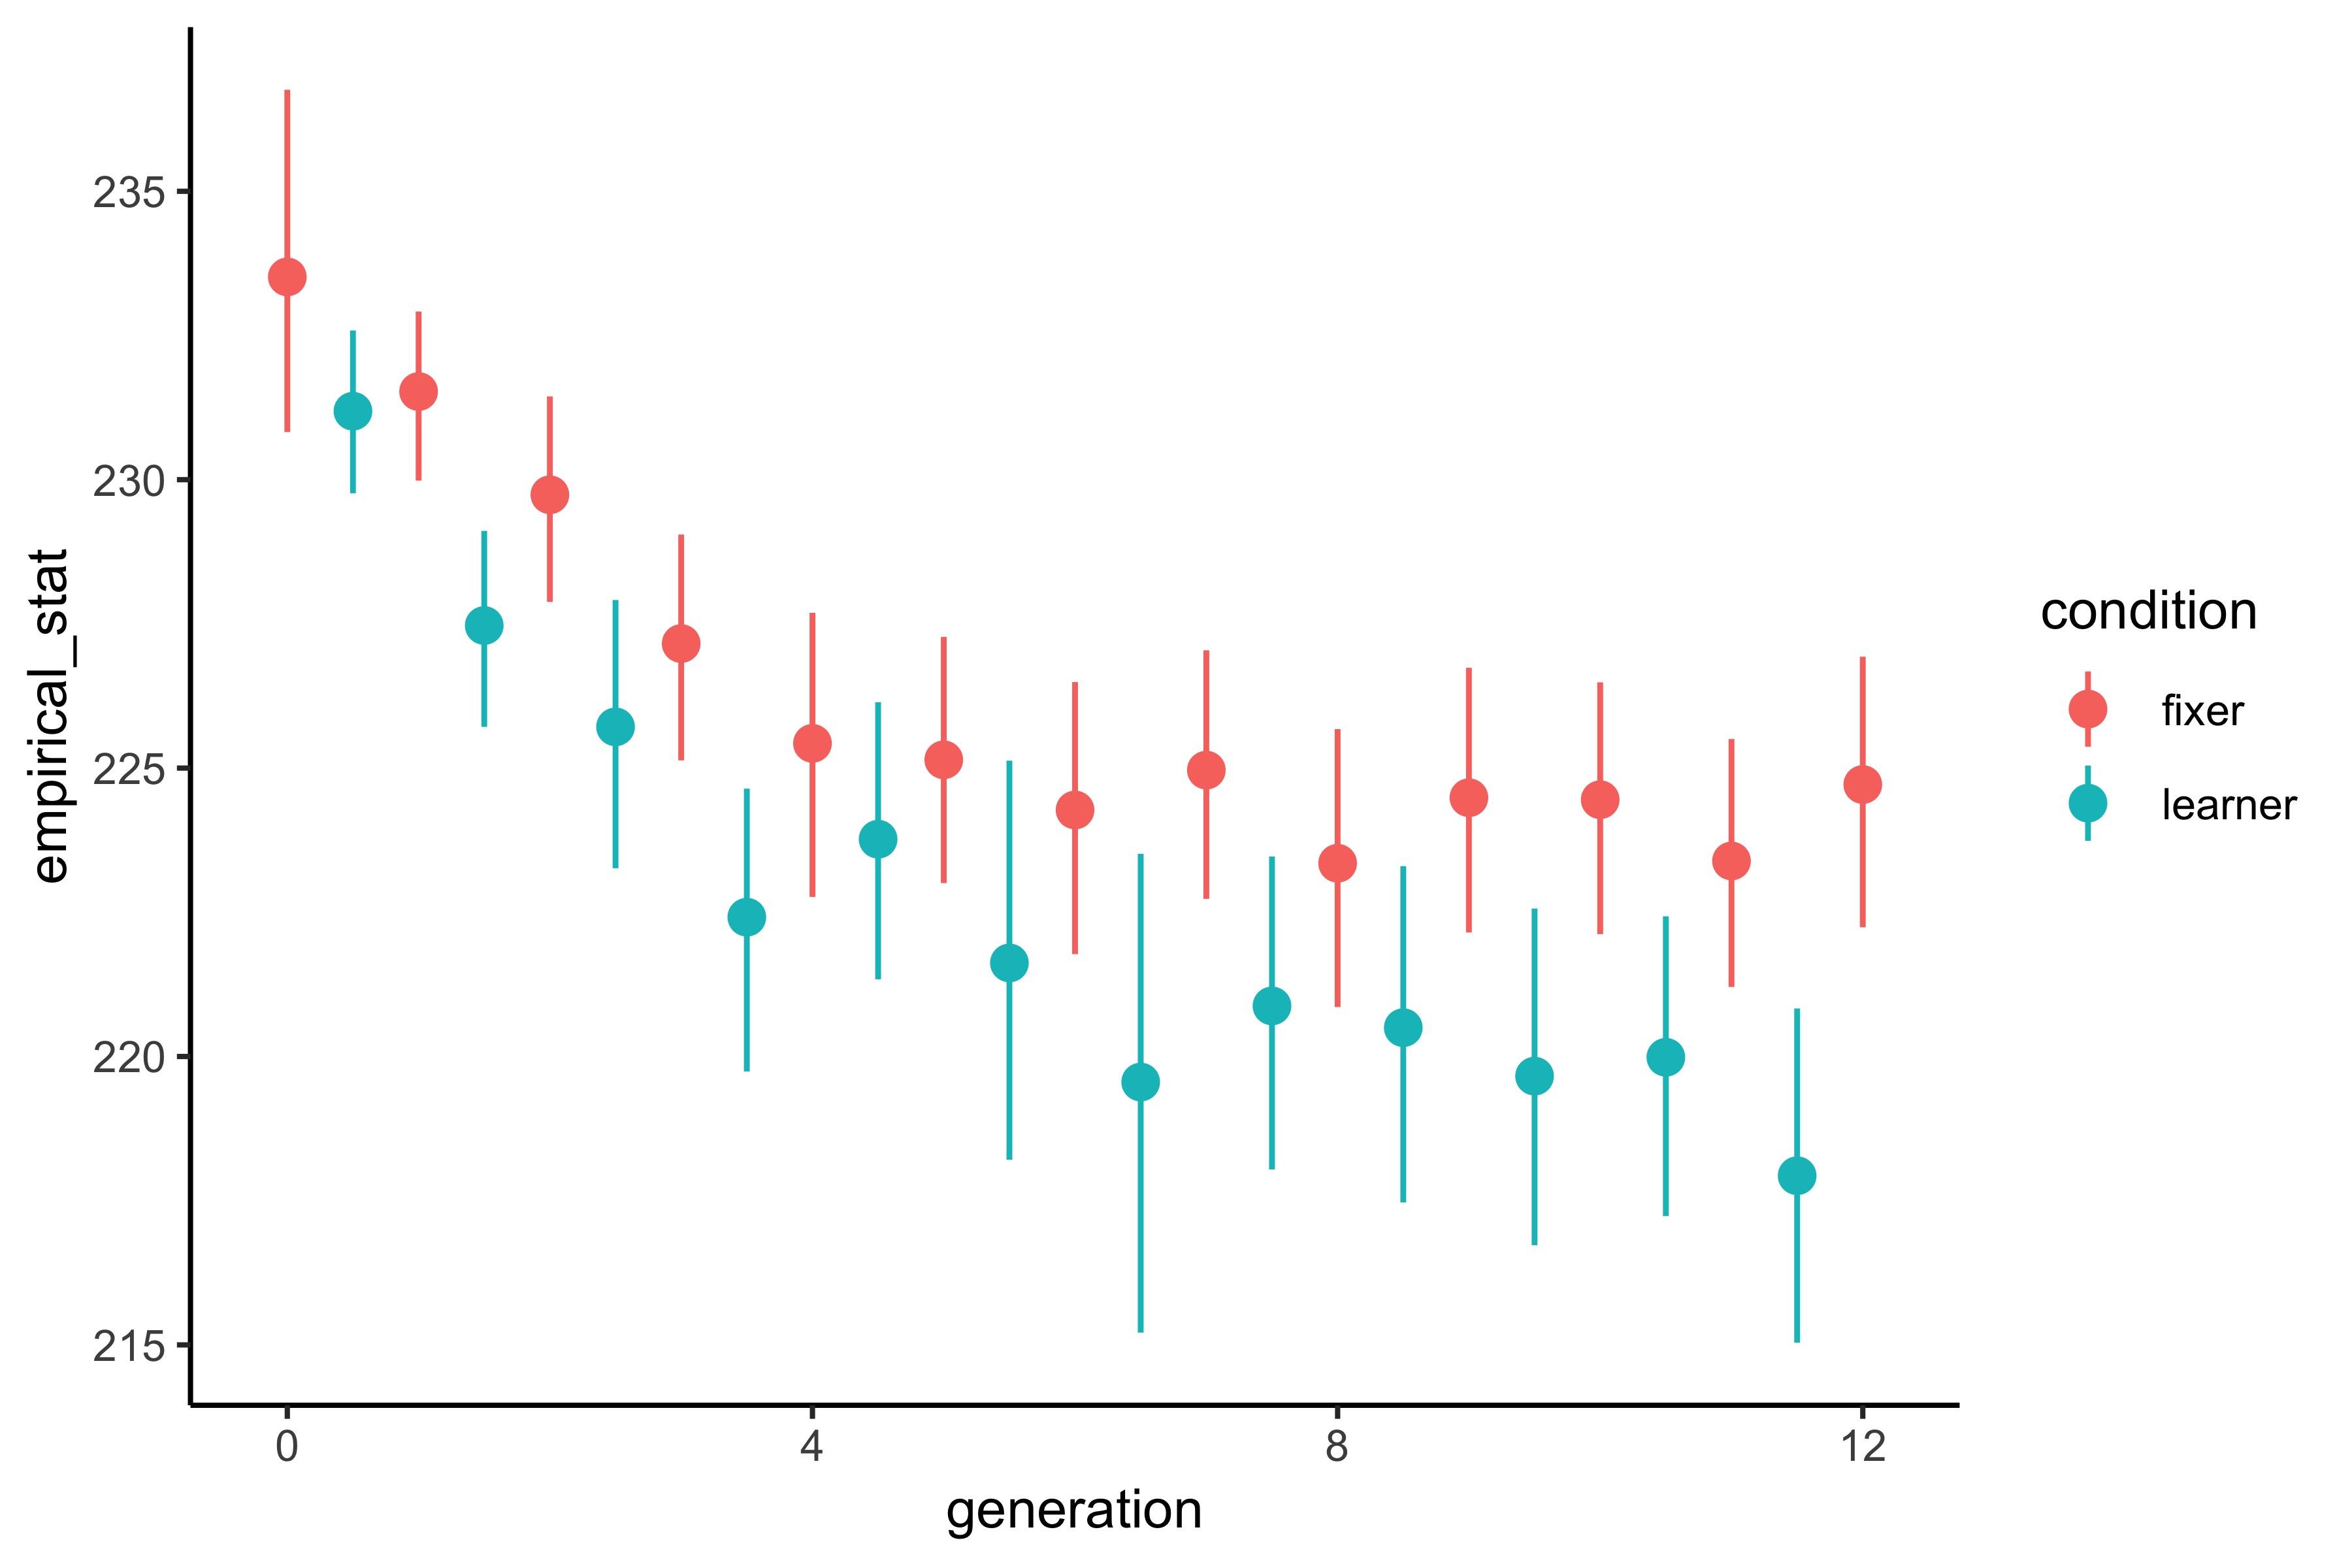 235
230
225
220
215
empirical_stat
0
4
8
12
generation
condition
fixer
learner